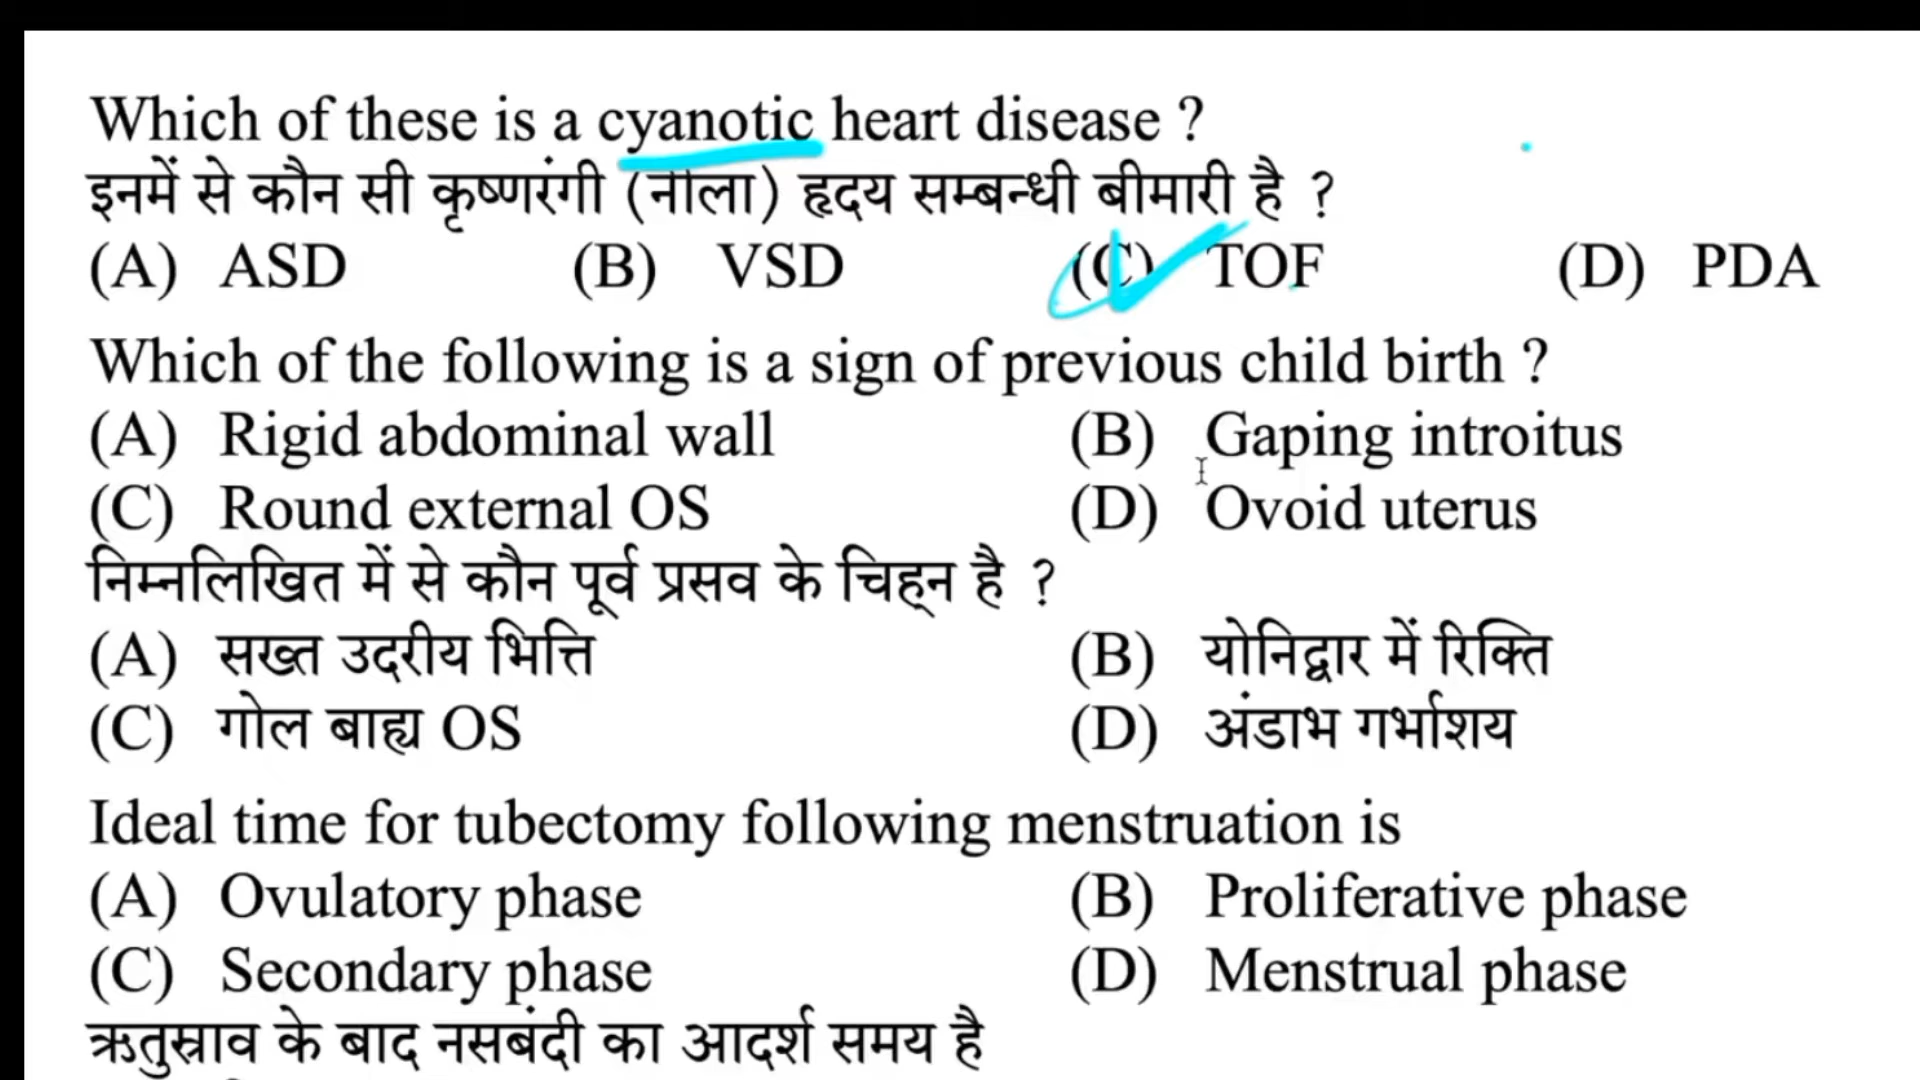 Which of these is a cyanotic heart disease ?
इनमें से कौन सी कृष्णरंगी (नीला) हृदय सम्बन्धी बीमारी है ?
(A) ASD (B) VSD (C) TOF (D) PDA
Which of the following is a sign of previous child birth ?
(A) Rigid abdominal wall (B) Gaping introitus
(C) Round external OS (D) Ovoid uterus
निम्नलिखित में से कौन पूर्व प्रसव के चिह्न है ?
(A) सख्त उदरीय भित्ति (B) योनिद्वार में रिक्ति
(C) गोल बाह्य OS (D) अंडाभ गर्भाशय
Ideal time for tubectomy following menstruation is
(A) Ovulatory phase (B) Proliferative phase
(C) Secondary phase (D) Menstrual phase
ऋतुस्राव के बाद नसबंदी का आदर्श समय है